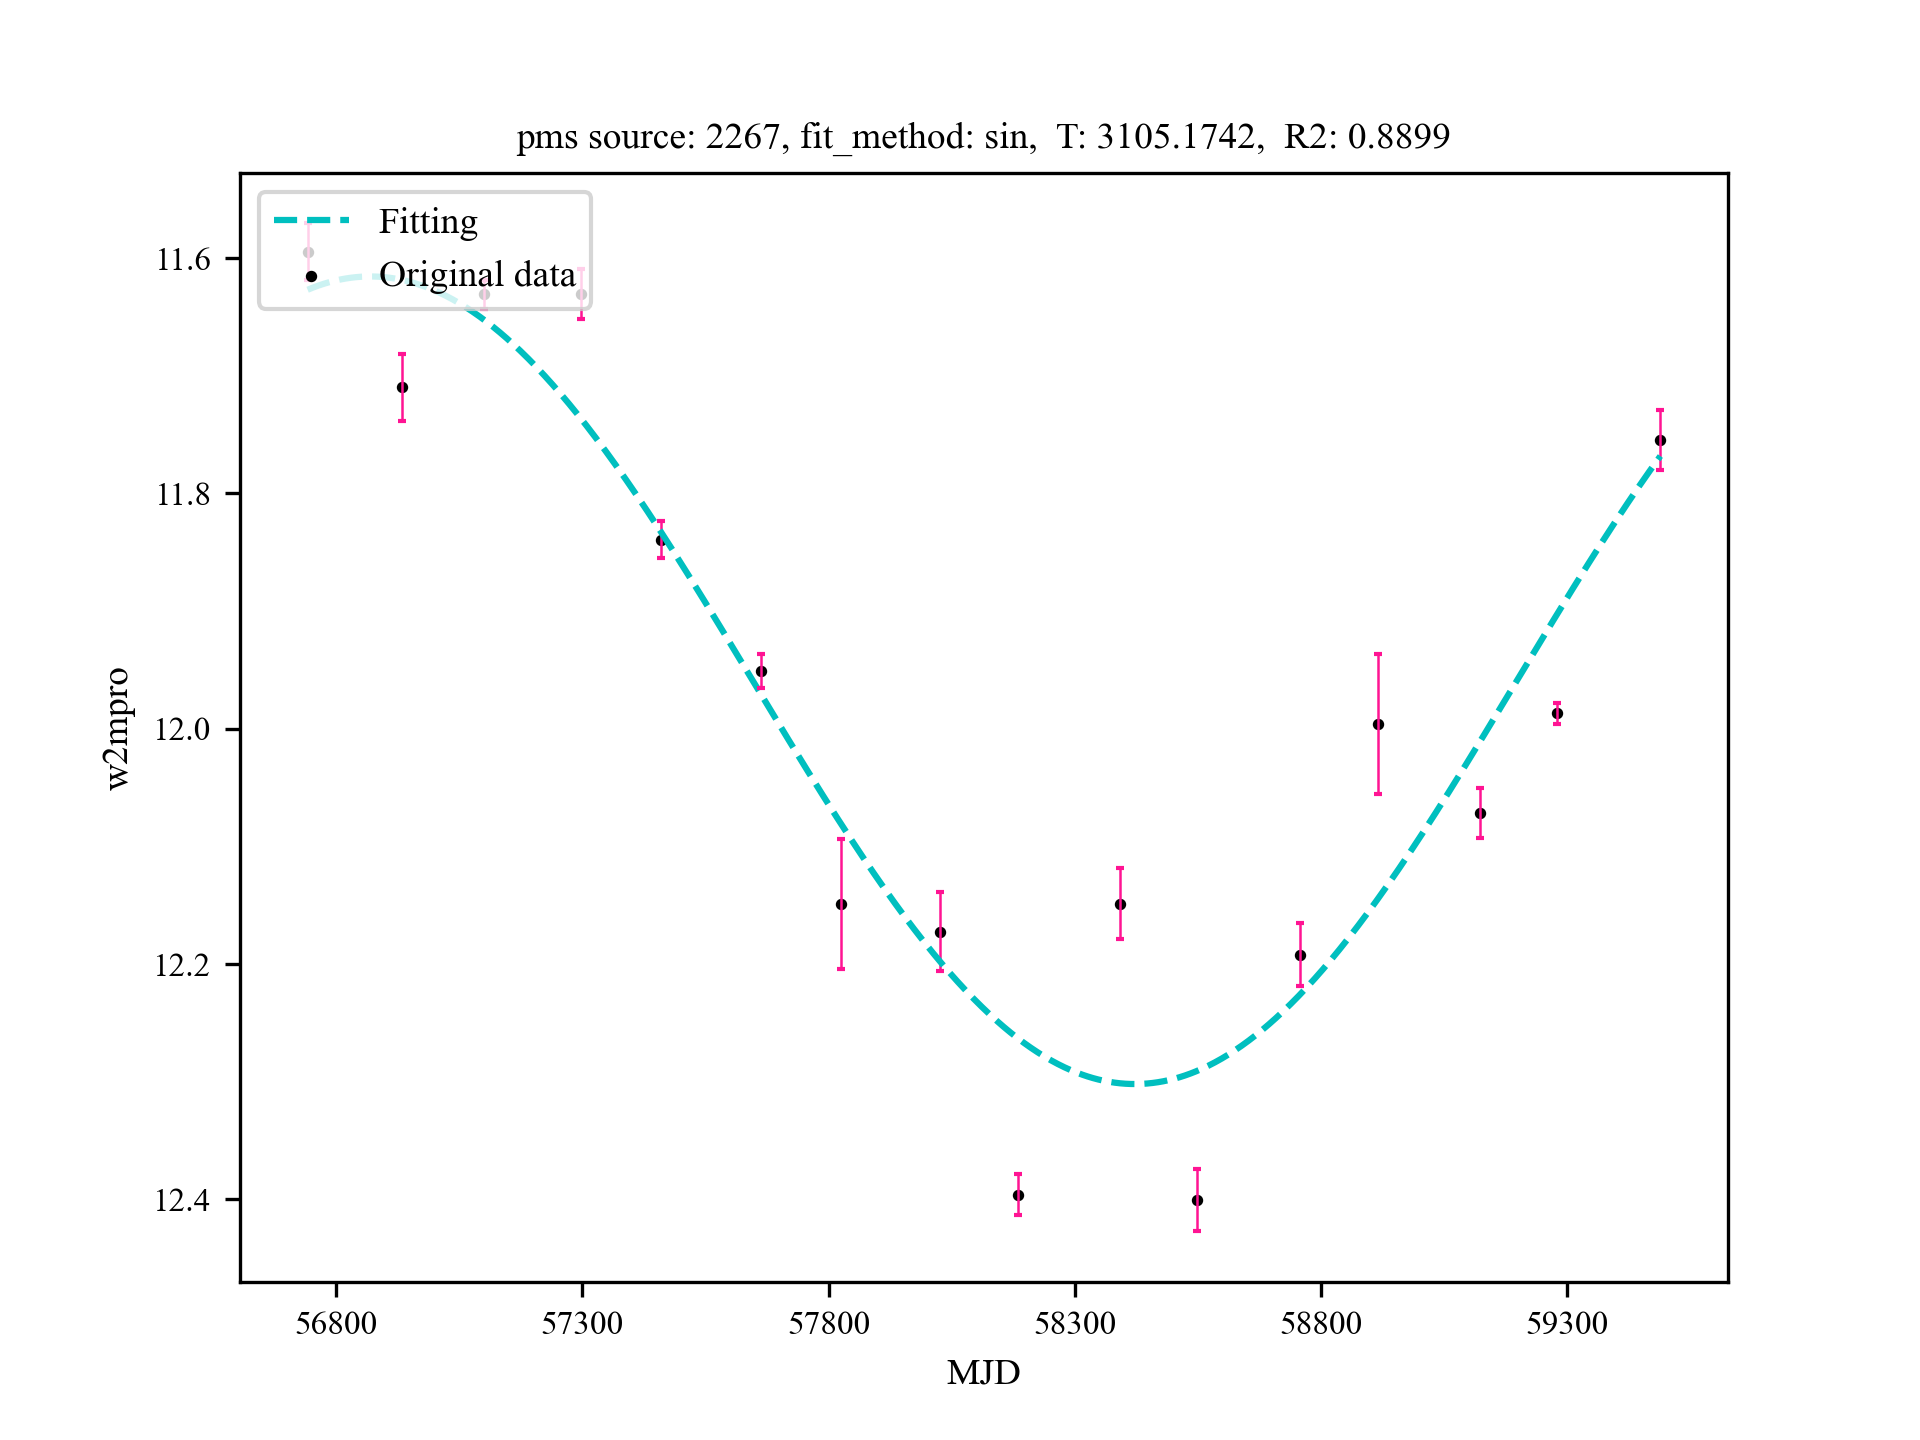 pms source: 2267, fit_method: sin,  T: 3105.1742,  R2: 0.8899
Fitting
Original data
11.6
11.8
12.0
12.2
12.4
w2mpro
56800
57300
57800
58300
58800
59300
MJD